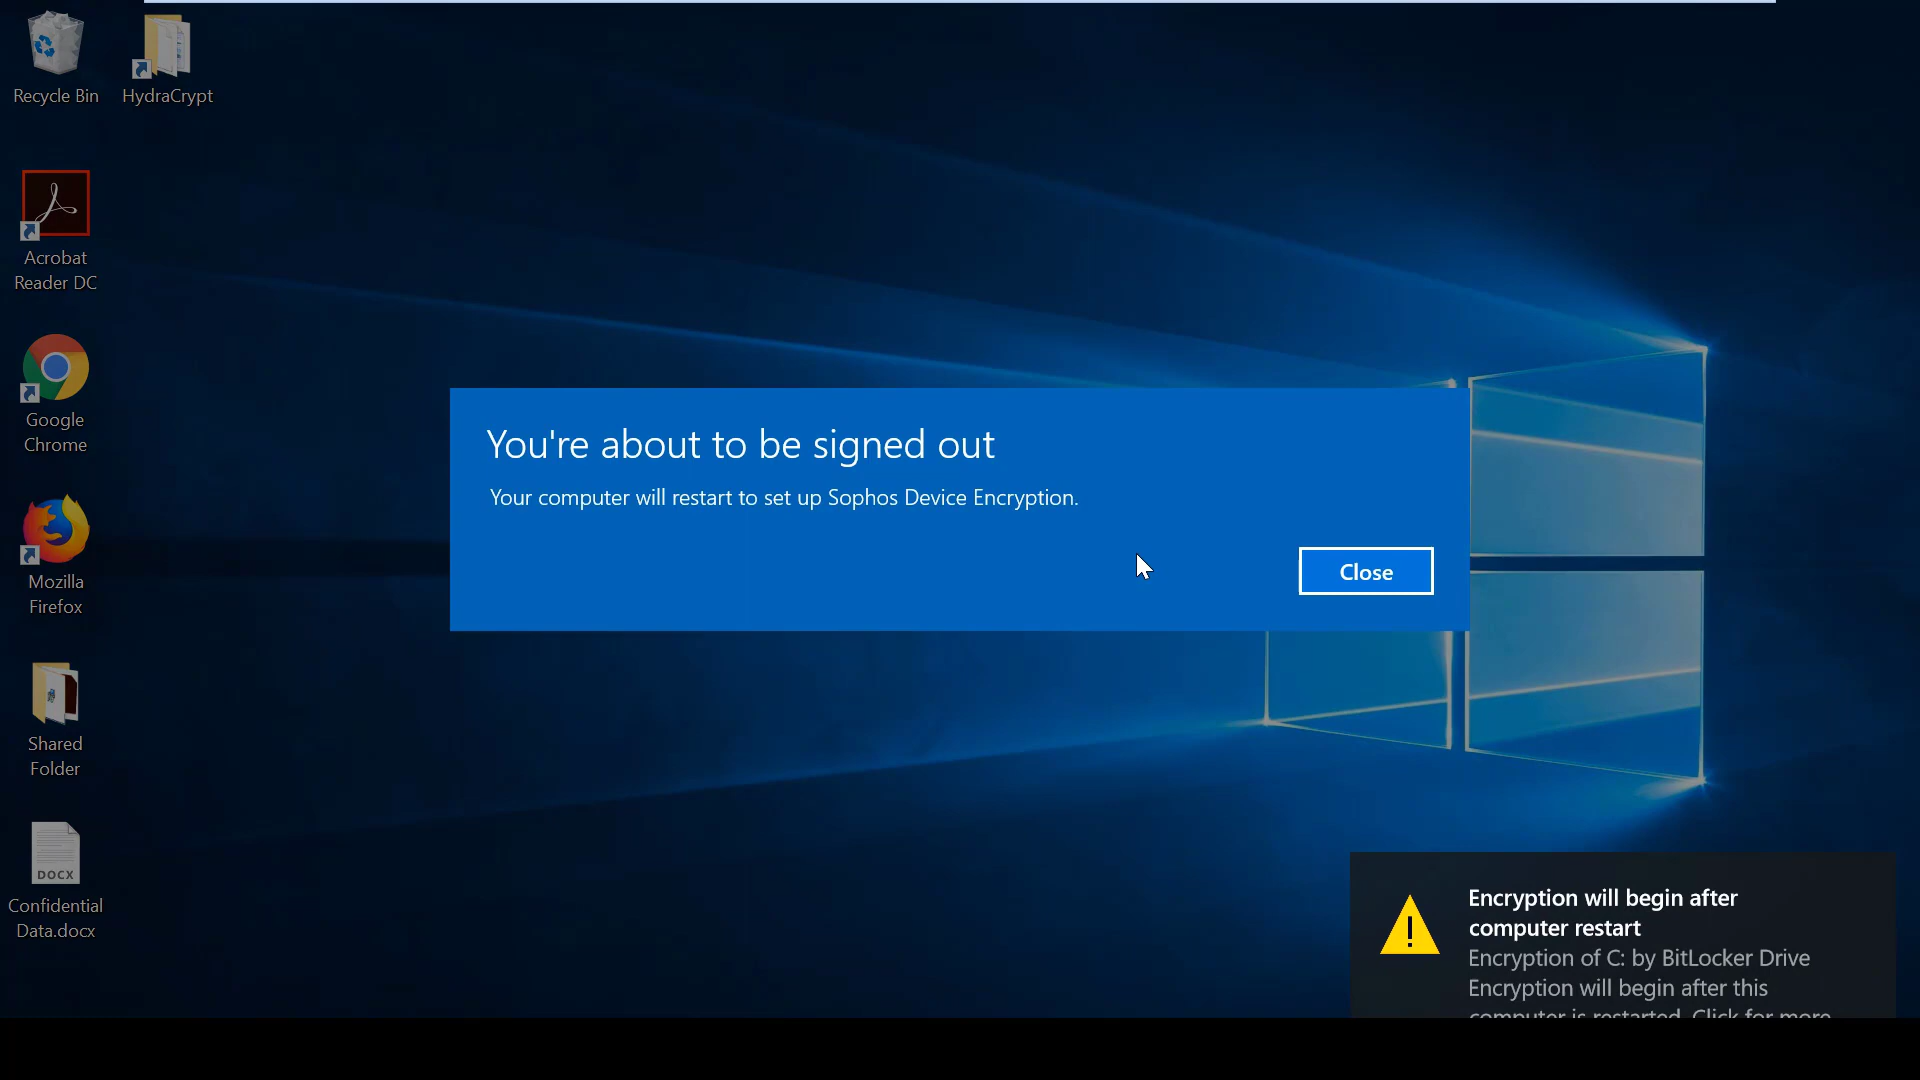 Recycle Bin
HydraCrypt
Acrobat
Reader DC
Google
Chrome
Mozilla
Firefox
Shared
Folder
DOCX
Confidential
Data.docx
You're about to be signed out
Your computer will restart to set up Sophos Device Encryption.
Close
Encryption will begin after
computer restart
Encryption of C: by BitLocker Drive
Encryption will begin after this
computer is restarted. Click for more